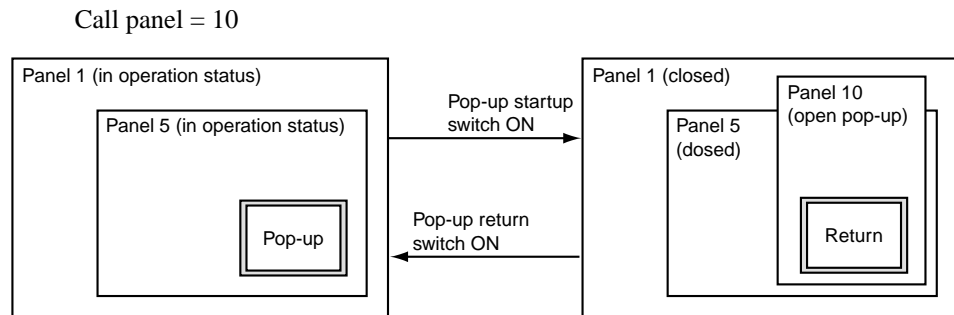 Call panel = 10
Panel 1 (in operation status)
Panel 5 (in operation status)
Pop-up
Pop-up startup
switch ON
Pop-up return
switch ON
Panel 1 (closed)
Panel 10
(open pop-up)
Panel 5
(dosed)
Return